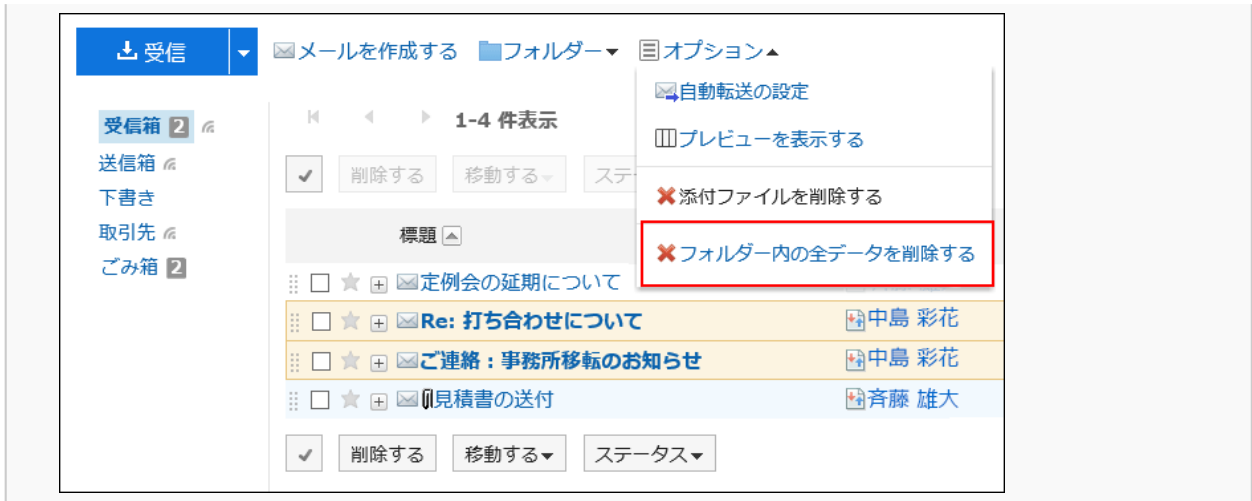 受信 メールを作成する フォルダー▼ オプション▲
自動転送の設定
プレビューを表示する
添付ファイルを削除する
フォルダー内の全データを削除する
受信箱 2
送信箱
下書き
取引先
ごみ箱 2
1-4 件表示
削除する 移動する ステ
標題
定例会の延期について
Re: 打ち合わせについて 中島 彩花
ご連絡：事務所移転のお知らせ 中島 彩花
見積書の送付 斉藤 雄大
削除する 移動する▼ ステータス▼